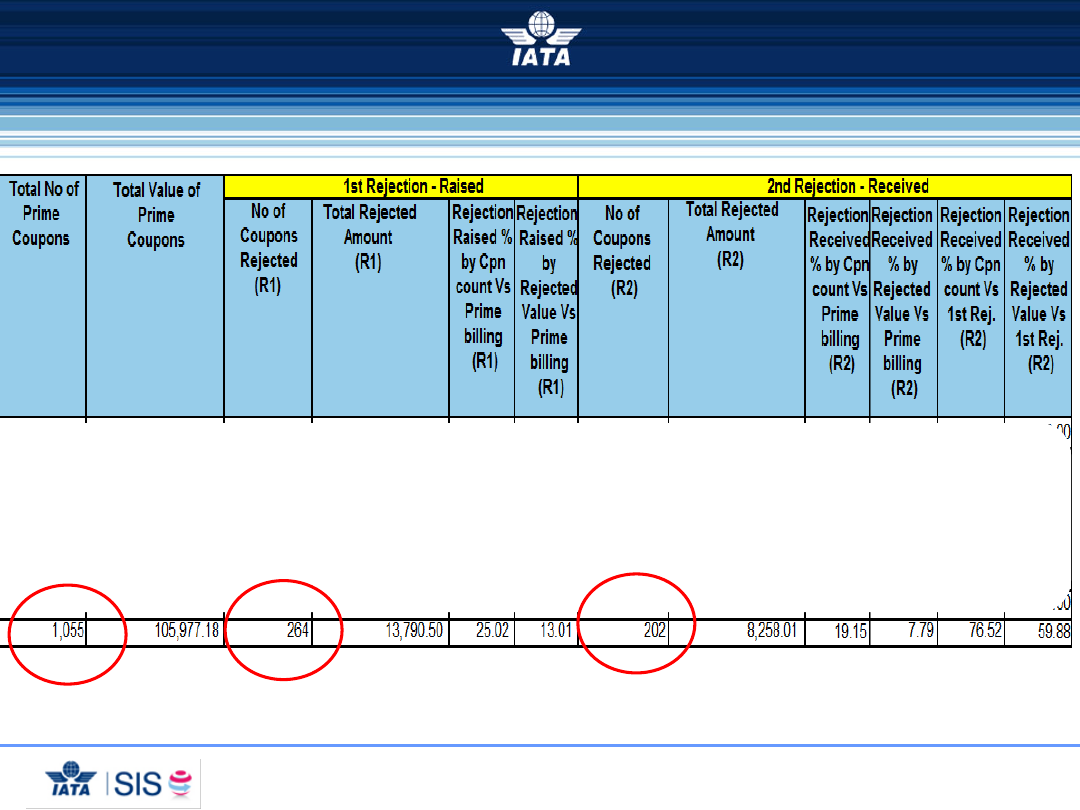 IATA
1st Rejection - Raised
2nd Rejection - Received
Total No of
Prime
Coupons
Total Value of
Prime
Coupons
No of
Coupons
Rejected
(R1)
Total Rejected
Amount
(R1)
Rejection
Raised %
by Cpn
count Vs
Prime
billing
(R1)
Rejection
Raised %
by
Rejected
Value Vs
Prime
billing
(R1)
No of
Coupons
Rejected
(R2)
Total Rejected
Amount
(R2)
Rejection
Received
% by Cpn
count Vs
Prime
billing
(R2)
Rejection
Received
% by
Rejected
Value Vs
Prime
billing
(R2)
Rejection
Received
% by Cpn
count Vs
1st Rej.
(R2)
Rejection
Received
% by
Rejected
Value Vs
1st Rej.
(R2)
1,055 105,977.18 264 13,790.50 25.02 13.01 202 8,258.01 19.15 7.79 76.52 59.88
IATA SIS